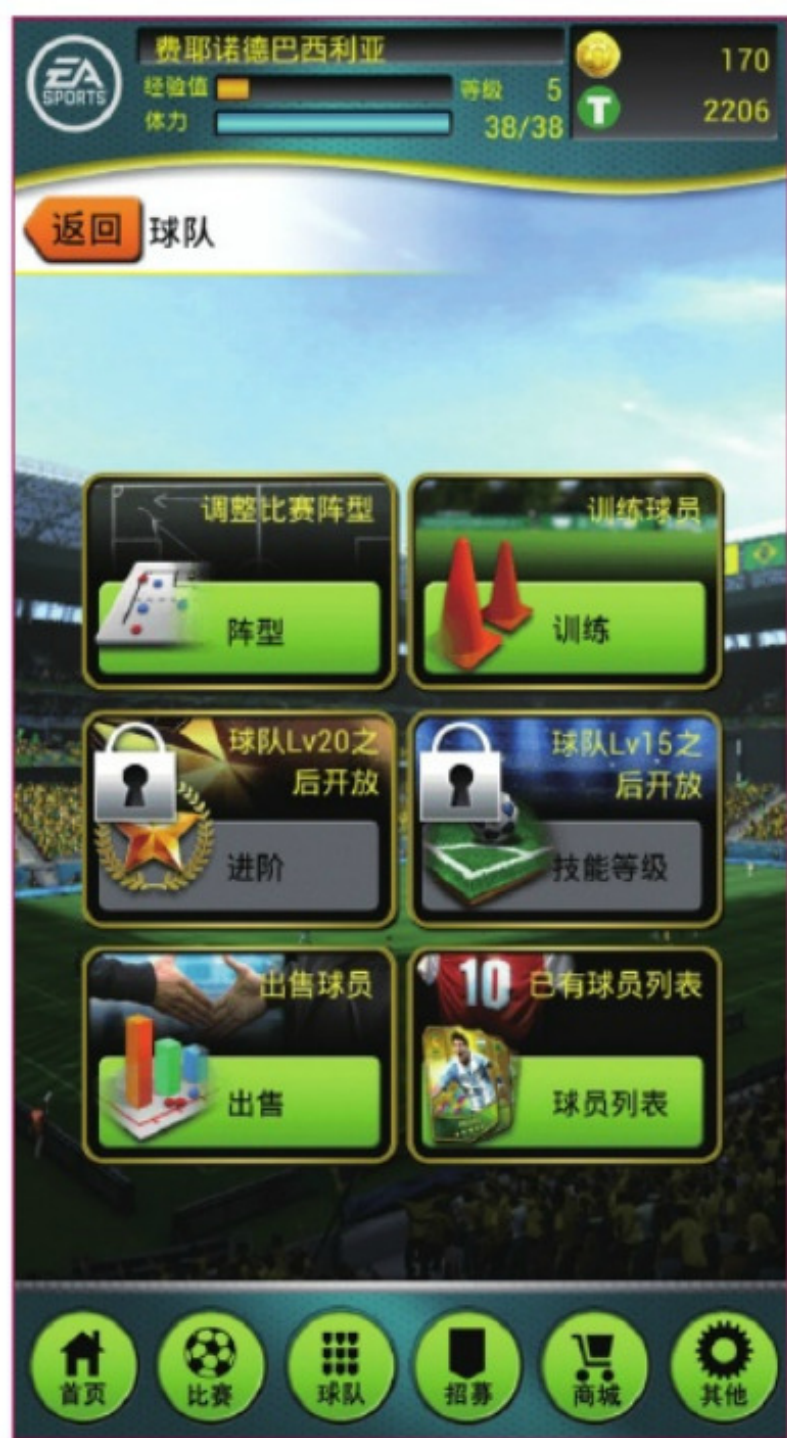 EA
SPORTS
费耶诺德巴西利亚
170
经验值
等级 5
体力
38/38
T
2206
返回
球队
调整比赛阵型
阵型
训练球员
训练
球队Lv20之
后开放
进阶
球队Lv15之
后开放
技能等级
出售球员
出售
10
已有球员列表
球员列表
首页
比赛
球队
招募
商城
其他